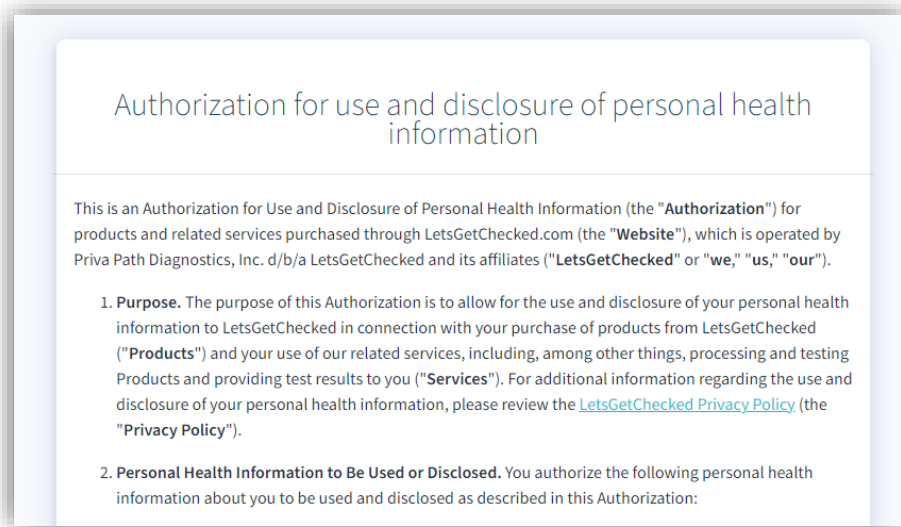 Authorization for use and disclosure of personal health
information
This is an Authorization for Use and Disclosure of Personal Health Information (the "Authorization") for
products and related services purchased through LetsGetChecked.com (the "Website"), which is operated by
Priva Path Diagnostics, Inc. d/b/a LetsGetChecked and its affiliates ("LetsGetChecked" or "we," "us," "our").
1. Purpose. The purpose of this Authorization is to allow for the use and disclosure of your personal health
information to LetsGetChecked in connection with your purchase of products from LetsGetChecked
("Products") and your use of our related services, including, among other things, processing and testing
Products and providing test results to you ("Services"). For additional information regarding the use and
disclosure of your personal health information, please review the LetsGetChecked Privacy Policy (the
"Privacy Policy").
2. Personal Health Information to Be Used or Disclosed. You authorize the following personal health
information about you to be used and disclosed as described in this Authorization: